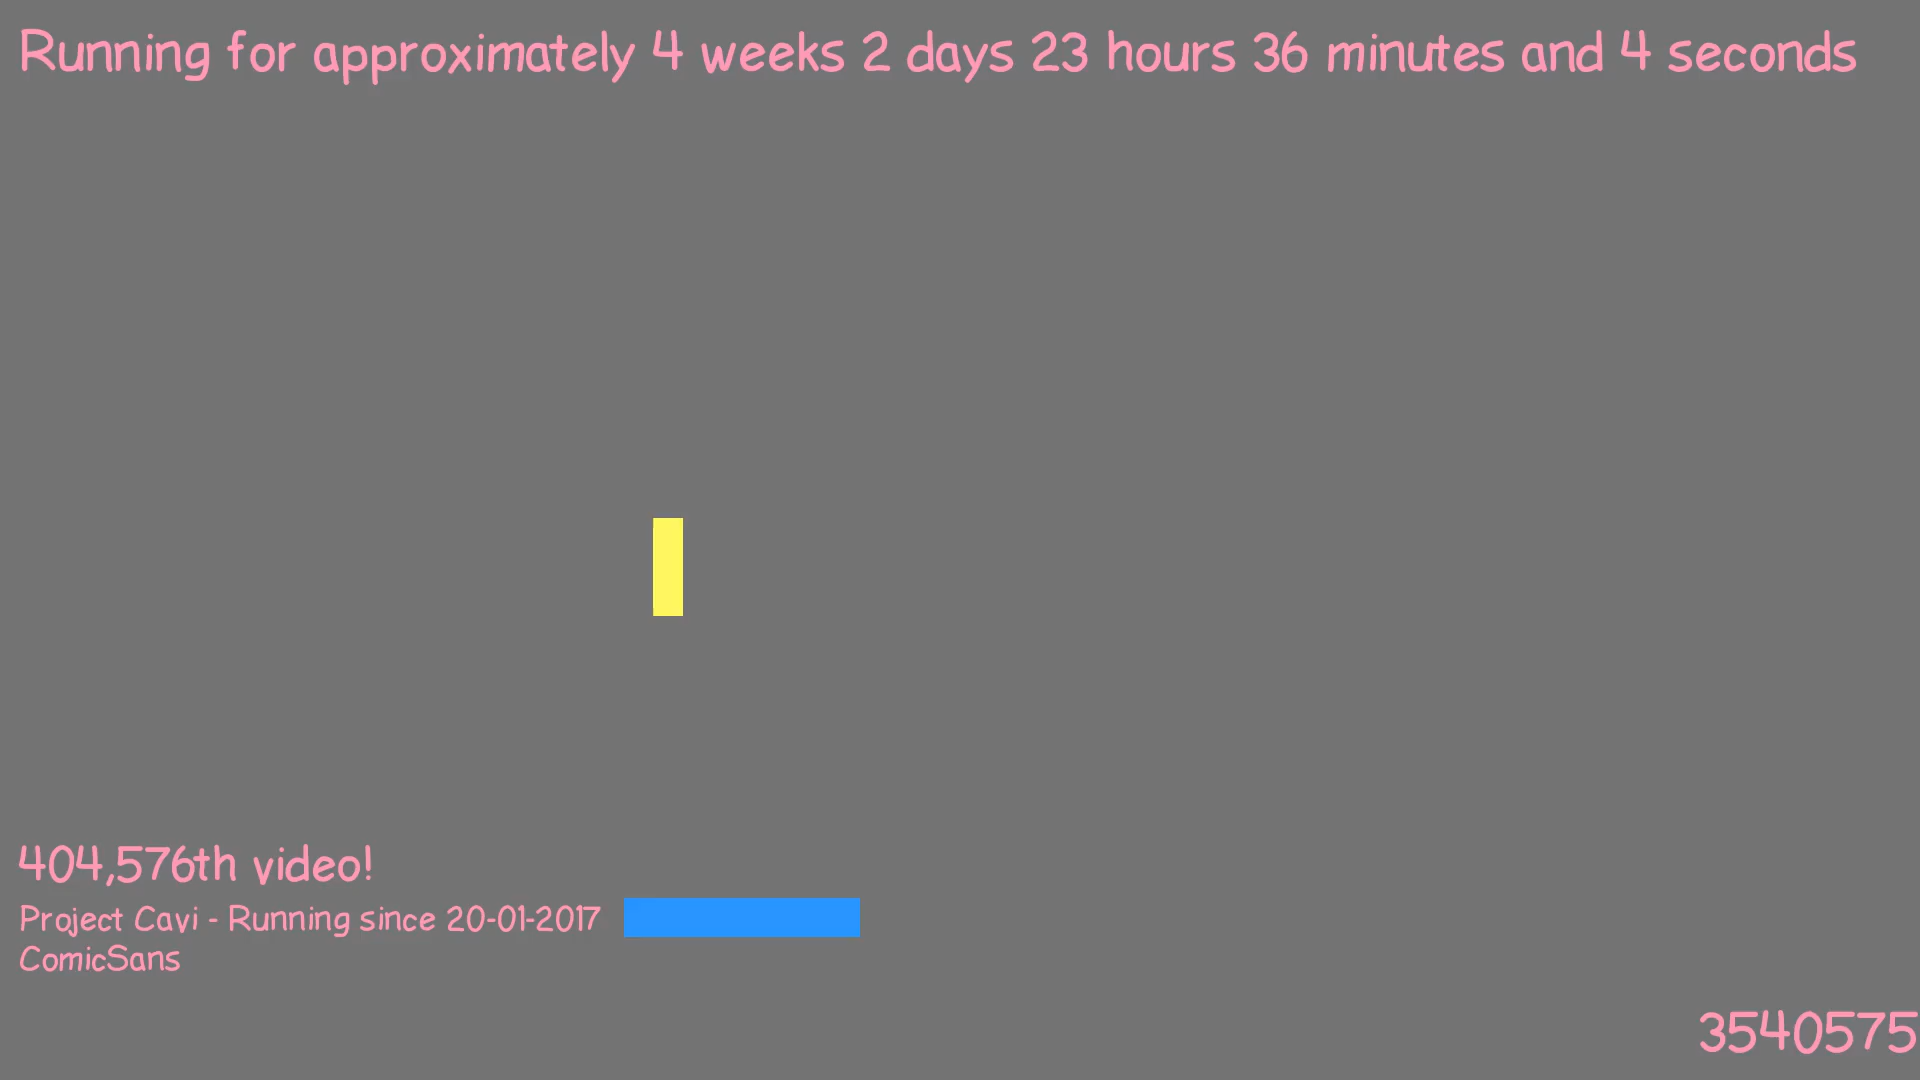 Running for approximately 4 weeks 2 days 23 hours 36 minutes and 4 seconds
404,576th video!
Project Cavi - Running since 20-01-2017
ComicSans
3540575